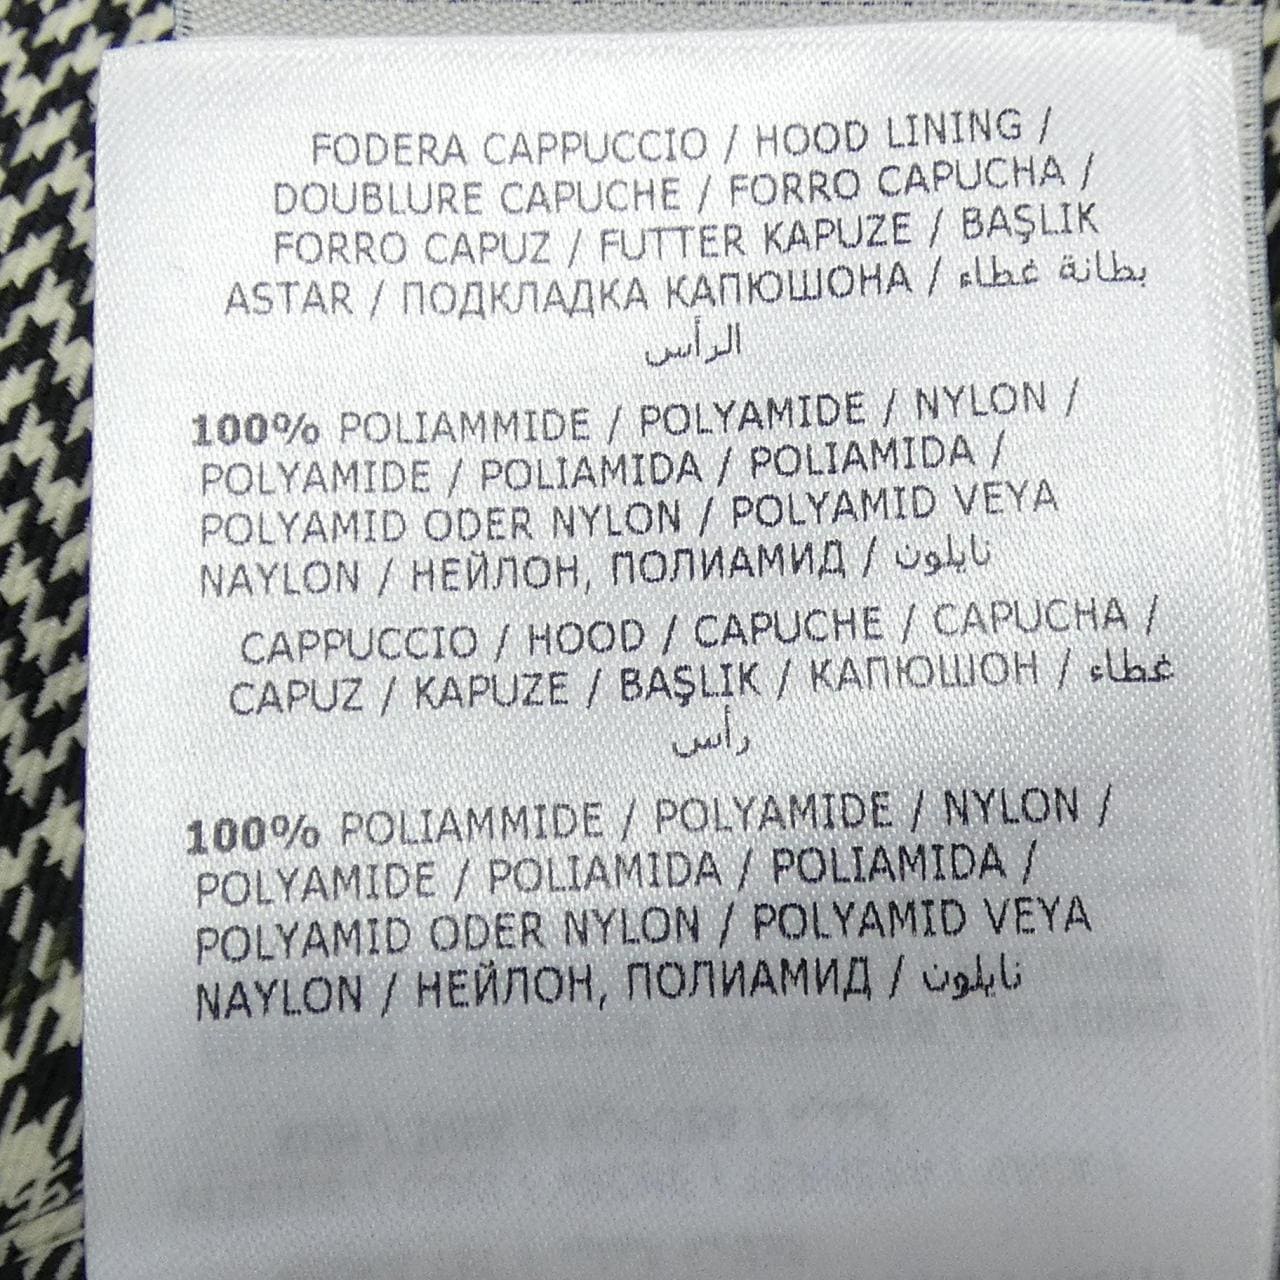 FODERA CAPPUCCIO / HOOD LINING /
DOUBLURE CAPUCHE / FORRO CAPUCHA /
FORRO CAPUZ / FUTTER KAPUZE / BAŞLIK
ASTAR / ПОДКЛАДКА КАПЮШОНА / بطانة غطاء
الرأس
100% POLIAMMIDE / POLYAMIDE / NYLON /
POLYAMIDE / POLIAMIDA / POLIAMIDA /
POLYAMID ODER NYLON / POLYAMID VEYA
NAYLON / НЕЙЛОН, ПОЛИАМИД / نايلون
CAPPUCCIO / HOOD / CAPUCHE / CAPUCHA /
CAPUZ / KAPUZE / BAŞLIK / КАПЮШОН / غطاء
رأس
100% POLIAMMIDE / POLYAMIDE / NYLON /
POLYAMIDE / POLIAMIDA / POLIAMIDA /
POLYAMID ODER NYLON / POLYAMID VEYA
NAYLON / НЕЙЛОН, ПОЛИАМИД / نايلون